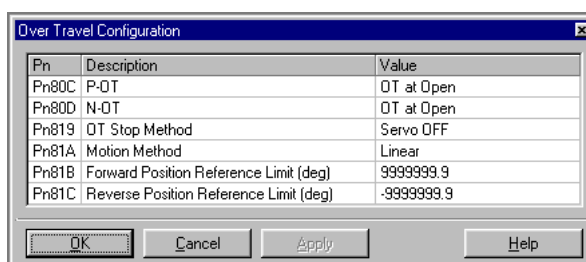 Over Travel Configuration
Pn Description Value
Pn80C P-OT OT at Open
Pn80D N-OT OT at Open
Pn819 OT Stop Method Servo OFF
Pn81A Motion Method Linear
Pn81B Forward Position Reference Limit (deg) 9999999.9
Pn81C Reverse Position Reference Limit (deg) -9999999.9
OK Cancel Apply Help